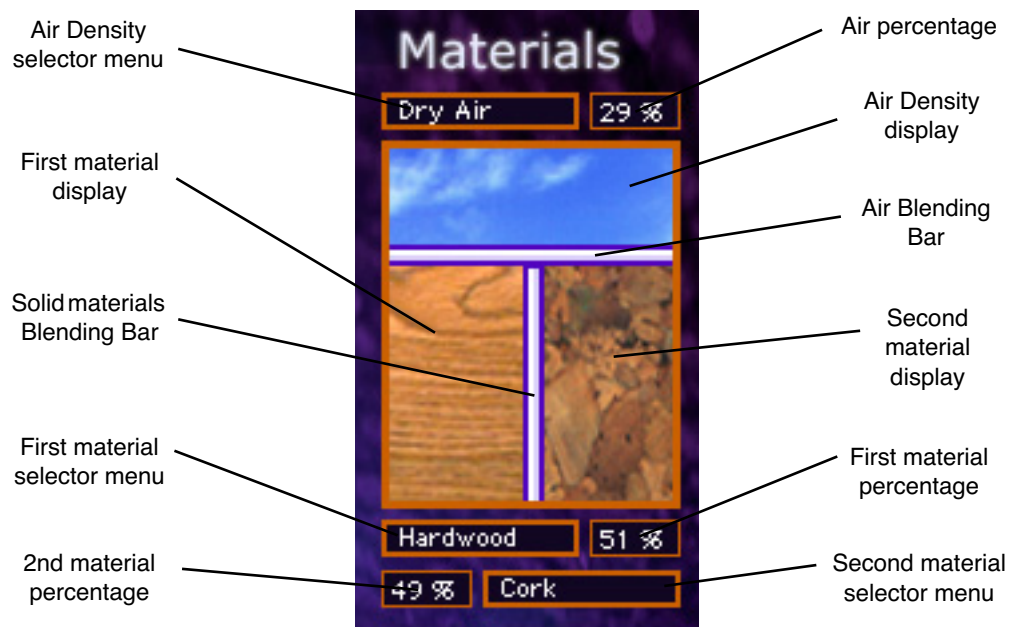 Air Density
selector menu
Materials
Air percentage
Dry Air
29 %
Air Density
display
First material
display
Air Blending
Bar
Solid materials
Blending Bar
Second
material
display
First material
selector menu
First material
percentage
Hardwood
51 %
2nd material
percentage
49 %
Cork
Second material
selector menu